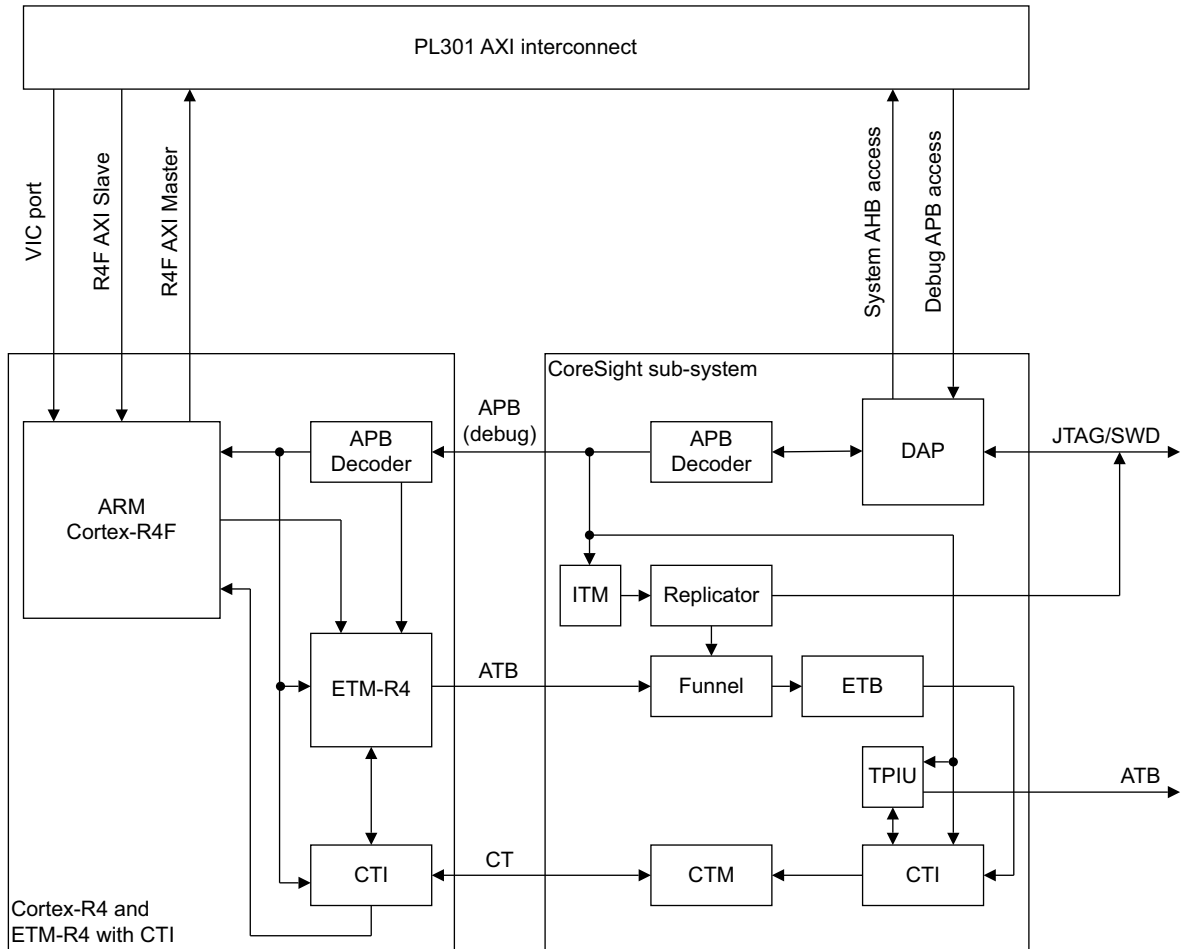 PL301 AXI interconnect
VIC port
R4F AXI Slave
R4F AXI Master
System AHB access
Debug APB access
CoreSight sub-system
APB
(debug)
JTAG/SWD
APB
Decoder
APB
Decoder
DAP
ARM
Cortex-R4F
ITM
Replicator
ETM-R4
ATB
Funnel
ETB
TPIU
ATB
CTI
CT
CTM
CTI
Cortex-R4 and
ETM-R4 with CTI